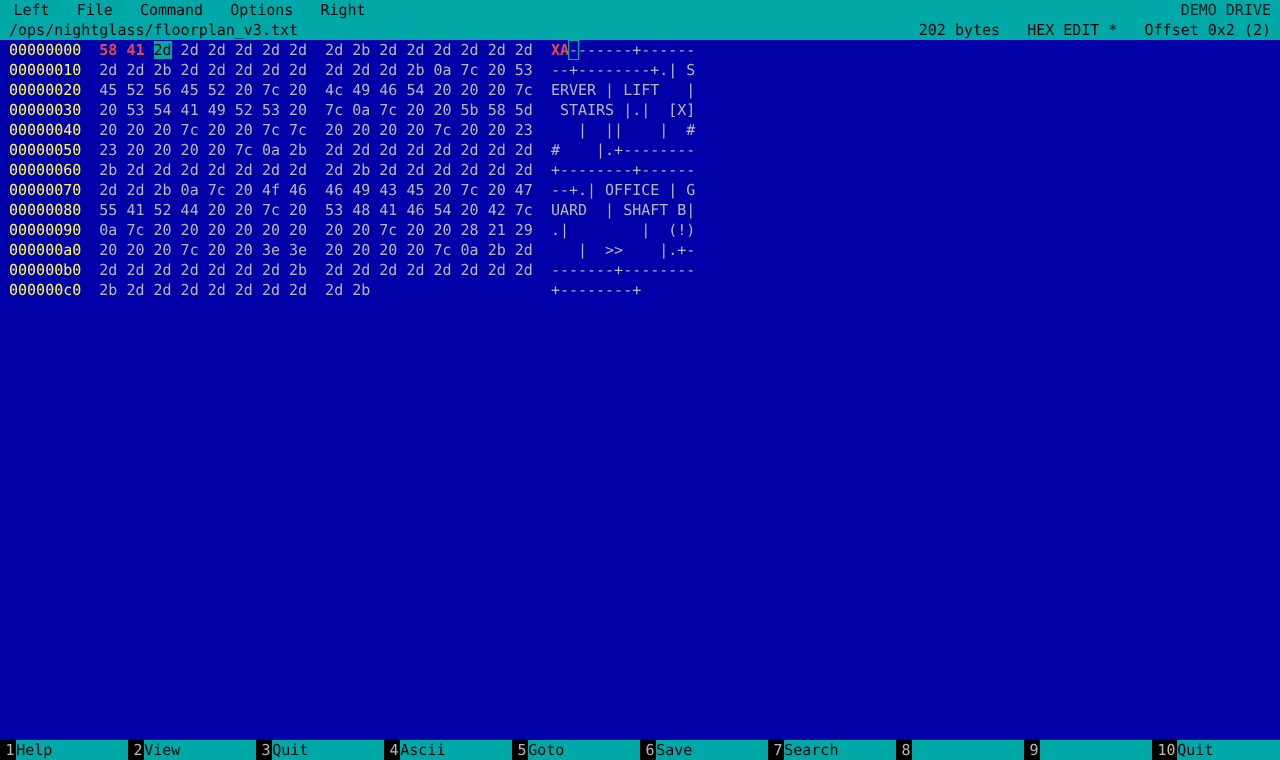 Left File Command Options Right DEMO DRIVE
/ops/nightglass/floorplan_v3.txt 202 bytes HEX EDIT * Offset 0x2 (2)
00000000 58 41 2d 2d 2d 2d 2d 2d 2d 2b 2d 2d 2d 2d 2d 2d XA-------+------
00000010 2d 2d 2b 2d 2d 2d 2d 2d 2d 2d 2d 2b 0a 7c 20 53 --+--------+.| S
00000020 45 52 56 45 52 20 7c 20 4c 49 46 54 20 20 20 7c ERVER | LIFT   |
00000030 20 53 54 41 49 52 53 20 7c 0a 7c 20 20 5b 58 5d  STAIRS |.|  [X]
00000040 20 20 20 7c 20 20 7c 7c 20 20 20 20 7c 20 20 23    |  ||    |  #
00000050 23 20 20 20 20 7c 0a 2b 2d 2d 2d 2d 2d 2d 2d 2d #    |.+--------
00000060 2b 2d 2d 2d 2d 2d 2d 2d 2d 2b 2d 2d 2d 2d 2d 2d +--------+------
00000070 2d 2d 2b 0a 7c 20 4f 46 46 49 43 45 20 7c 20 47 --+.| OFFICE | G
00000080 55 41 52 44 20 20 7c 20 53 48 41 46 54 20 42 7c UARD  | SHAFT B|
00000090 0a 7c 20 20 20 20 20 20 20 20 7c 20 20 28 21 29 .|        |  (!)
000000a0 20 20 20 7c 20 20 3e 3e 20 20 20 20 7c 0a 2b 2d    |  >>    |.+-
000000b0 2d 2d 2d 2d 2d 2d 2d 2b 2d 2d 2d 2d 2d 2d 2d 2d -------+--------
000000c0 2b 2d 2d 2d 2d 2d 2d 2d 2d 2b +--------+
1Help 2View 3Quit 4Ascii 5Goto 6Save 7Search 8 9 10Quit